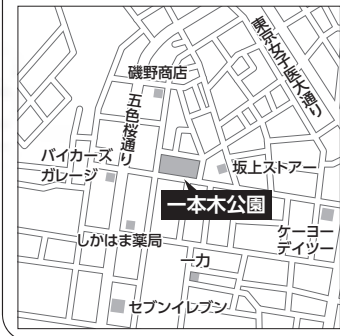 東京女子医大通り
磯野商店
五色桜通り
バイカーズ
ガレージ
坂上ストアー
一本木公園
しかはま薬局
ケーヨー
デイツー
一力
セブンイレブン